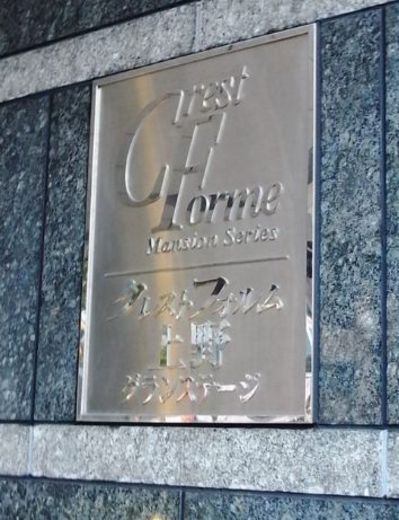 Crest
Forme
Mansion Series
クレストフォルム
上野
グランステージ